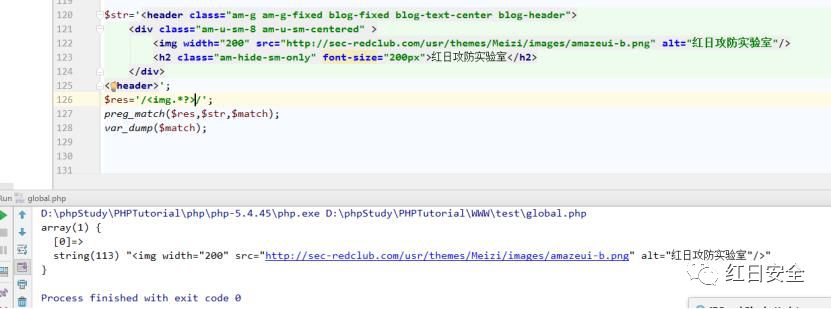 120 $str='<header class="am-g am-g-fixed blog-fixed blog-text-center blog-header">
121 <div class="am-u-sm-8 am-u-sm-centered" >
122 <img width="200" src="http://sec-redclub.com/usr/themes/Meizi/images/amazeui-b.png" alt="红日攻防实验室"/>
123 <h2 class="am-hide-sm-only" font-size="200px">红日攻防实验室</h2>
124 </div>
125 </header>';
126 $res='/<img.*?>/';
127 preg_match($res,$str,$match);
128 var_dump($match);
129
130
131
Run global.php
D:\phpStudy\PHPTutorial\php\php-5.4.45\php.exe D:\phpStudy\PHPTutorial\WWW\test\global.php
array(1) {
[0]=>
string(113) "<img width="200" src="http://sec-redclub.com/usr/themes/Meizi/images/amazeui-b.png" alt="红日攻防实验室"/>"
}
Process finished with exit code 0
红日安全